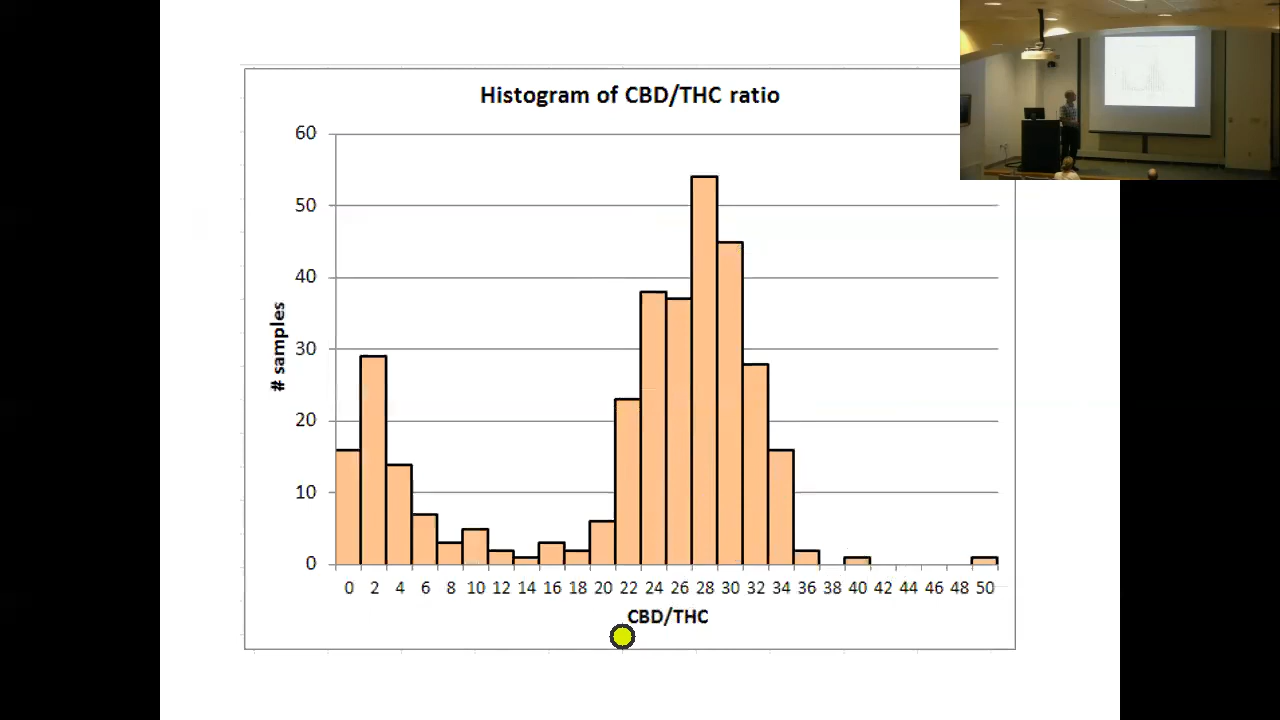 Histogram of CBD/THC ratio
60
50
40
30
20
10
0
# samples
0 2 4 6 8 10 12 14 16 18 20 22 24 26 28 30 32 34 36 38 40 42 44 46 48 50
CBD/THC